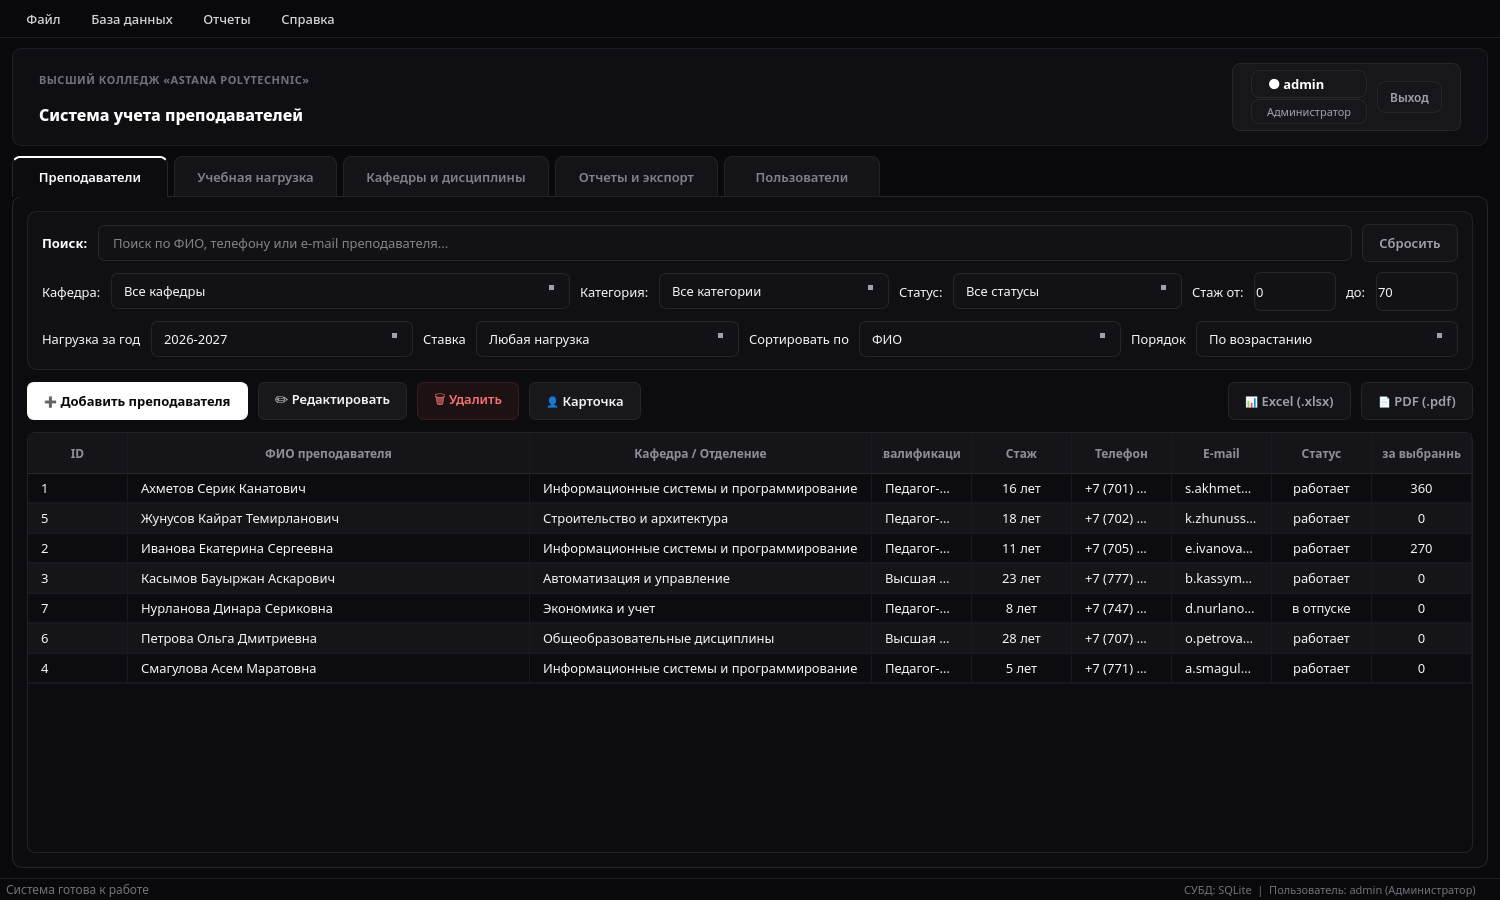 Файл База данных Отчеты Справка
ВЫСШИЙ КОЛЛЕДЖ «ASTANA POLYTECHNIC»
Система учета преподавателей
admin
Администратор
Выход
Преподаватели Учебная нагрузка Кафедры и дисциплины Отчеты и экспорт Пользователи
Поиск: Поиск по ФИО, телефону или e-mail преподавателя... Сбросить
Кафедра: Все кафедры Категория: Все категории Статус: Все статусы Стаж от: 0 до: 70
Нагрузка за год 2026-2027 Ставка Любая нагрузка Сортировать по ФИО Порядок По возрастанию
Добавить преподавателя Редактировать Удалить Карточка Excel (.xlsx) PDF (.pdf)
ID ФИО преподавателя Кафедра / Отделение валификаци Стаж Телефон E-mail Статус за выбранн
1 Ахметов Серик Канатович Информационные системы и программирование Педагог-... 16 лет +7 (701) ... s.akhmet... работает 360
5 Жунусов Кайрат Темирланович Строительство и архитектура Педагог-... 18 лет +7 (702) ... k.zhunuss... работает 0
2 Иванова Екатерина Сергеевна Информационные системы и программирование Педагог-... 11 лет +7 (705) ... e.ivanova... работает 270
3 Касымов Бауыржан Аскарович Автоматизация и управление Высшая ... 23 лет +7 (777) ... b.kassym... работает 0
7 Нурланова Динара Сериковна Экономика и учет Педагог-... 8 лет +7 (747) ... d.nurlano... в отпуске 0
6 Петрова Ольга Дмитриевна Общеобразовательные дисциплины Высшая ... 28 лет +7 (707) ... o.petrova... работает 0
4 Смагулова Асем Маратовна Информационные системы и программирование Педагог-... 5 лет +7 (771) ... a.smagul... работает 0
Система готова к работе СУБД: SQLite | Пользователь: admin (Администратор)